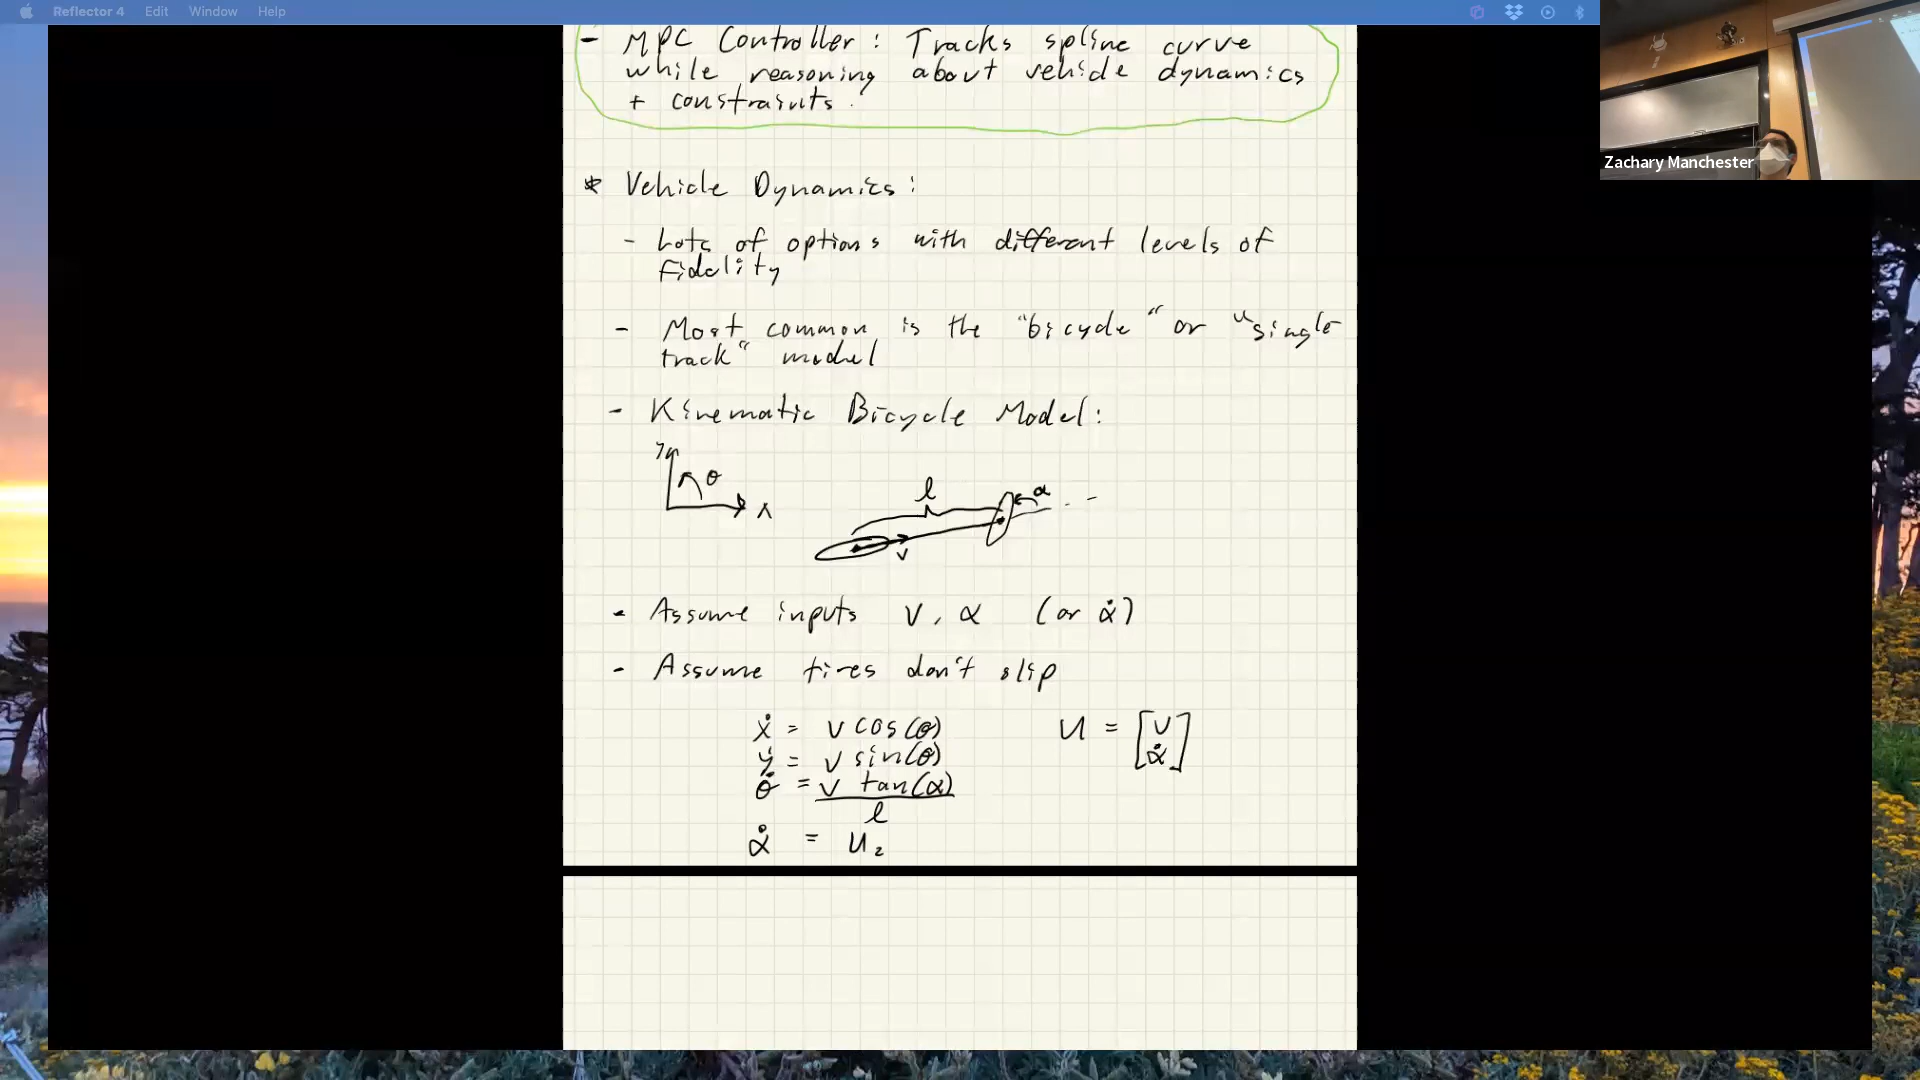 Reflector 4 Edit Window Help
- MPC Controller: Tracks spline curve
while reasoning about vehicle dynamics
+ constraints.
Zachary Manchester
* Vehicle Dynamics:
- Lots of options with different levels of
fidelity
- Most common is the "bicycle" or "single
track" model
- Kinematic Bicycle Model:
y θ x
l α
v
- Assume inputs v, α (or α̇)
- Assume tires don't slip
ẋ = v cos(θ) u = [v
ẏ = v sin(θ) α̇]
θ̇ = v tan(α)
l
α̇ = u₂